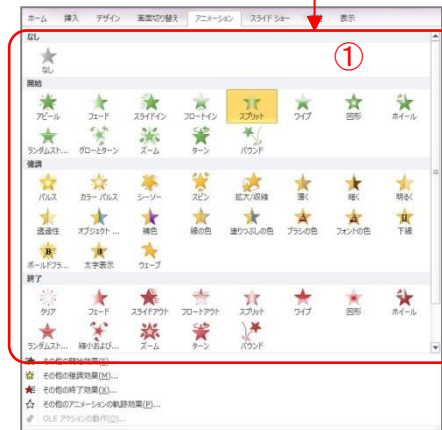 ホーム 挿入 デザイン 画面切り替え アニメーション スライド ショー 表示
なし
①
なし
開始
アピール フェード スライドイン フロートイン スプリット ワイプ 図形 ホイール
ランダムスト... グローとターン ズーム ターン バウンド
強調
パルス カラー パルス シーソー スピン 拡大/収縮 薄く 暗く 明るく
透過性 オブジェクト ... 補色 線の色 塗りつぶしの色 ブラシの色 フォントの色 下線
ボールドフラ... 太字表示 ウェーブ
終了
クリア フェード スライドアウト フロートアウト スプリット ワイプ 図形 ホイール
ランダムスト... 縮小および... ズーム ターン バウンド
その他の開始効果(E)...
その他の強調効果(M)...
その他の終了効果(X)...
その他のアニメーションの軌跡効果(P)...
OLE アクションの動作(O)...